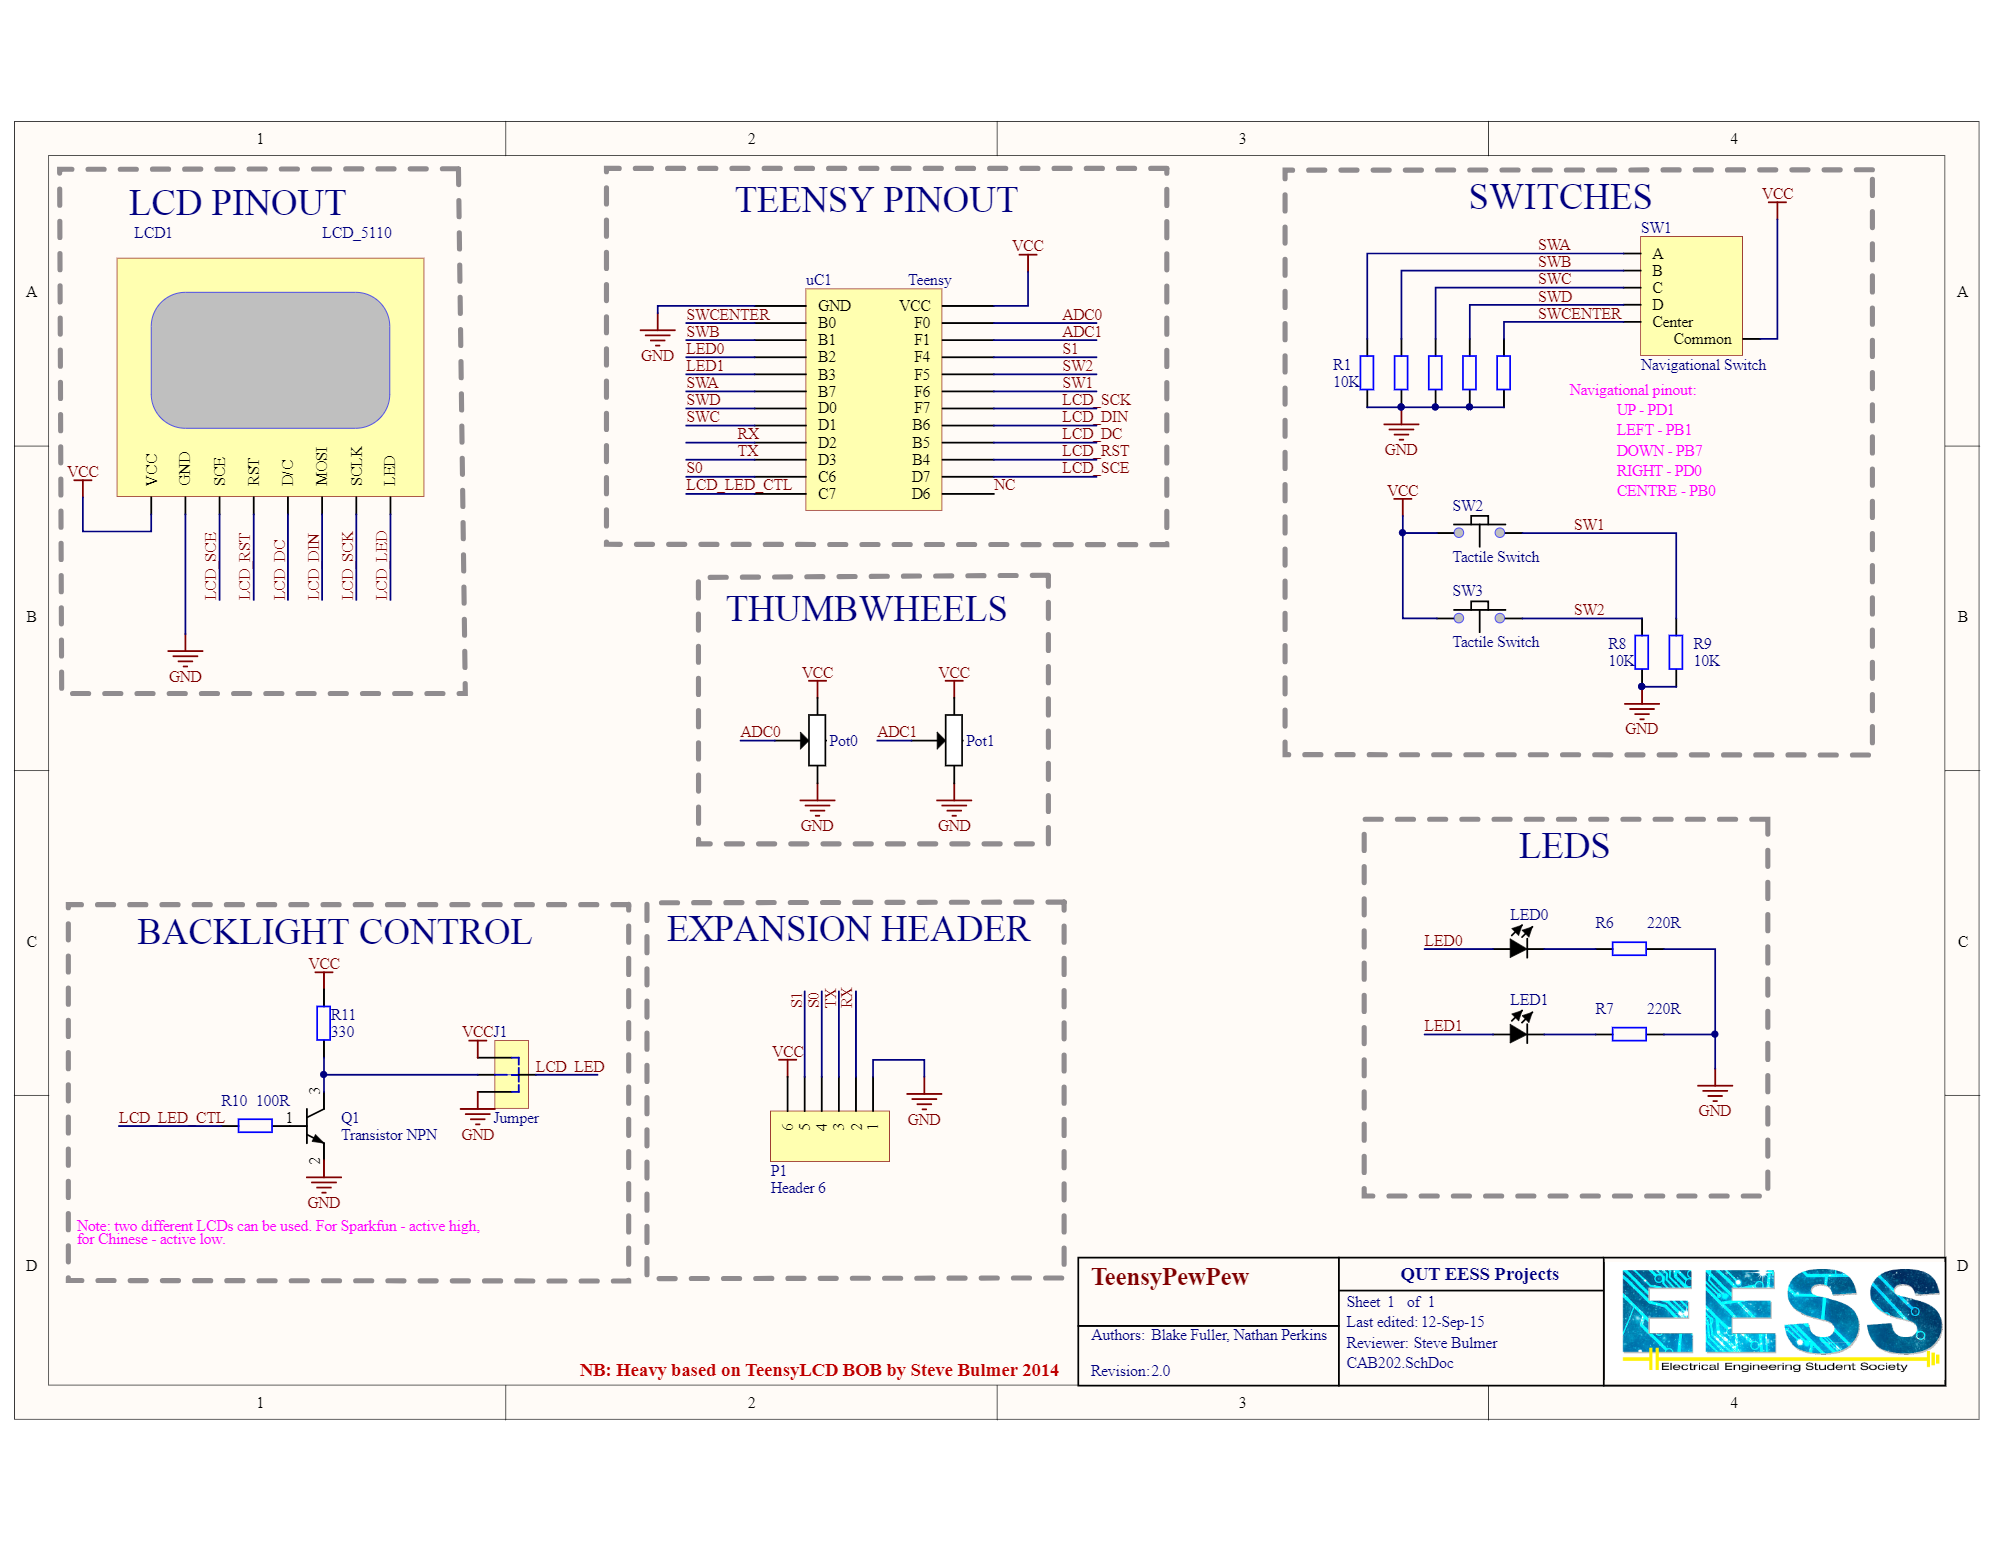 1 2 3 4
A A
B B
C C
D D
LCD PINOUT
LCD1 LCD_5110
VCC
VCC
GND
SCE
RST
D/C
MOSI
SCLK
LED
LCD_SCE
LCD_RST
LCD_DC
LCD_DIN
LCD_SCK
LCD_LED
GND
TEENSY PINOUT
VCC
uC1 Teensy
GND VCC
SWCENTER B0 F0 ADC0
SWB B1 F1 ADC1
LED0 B2 F4 S1
LED1 B3 F5 SW2
SWA B7 F6 SW1
SWD D0 F7 LCD_SCK
SWC D1 B6 LCD_DIN
RX D2 B5 LCD_DC
TX D3 B4 LCD_RST
S0 C6 D7 LCD_SCE
LCD_LED_CTL C7 D6 NC
GND
SWITCHES
VCC
SW1
SWA A
SWB B
SWC C
SWD D
SWCENTER Center
Common
Navigational Switch
R1
10K
GND
Navigational pinout:
UP - PD1
LEFT - PB1
DOWN - PB7
RIGHT - PD0
CENTRE - PB0
VCC
SW2 SW1
Tactile Switch
SW3 SW2
Tactile Switch
R8 R9
10K 10K
GND
THUMBWHEELS
VCC VCC
ADC0 Pot0 ADC1 Pot1
GND GND
LEDS
LED0
LED0 R6 220R
LED1
LED1 R7 220R
GND
BACKLIGHT CONTROL
VCC
R11
330
VCC J1
LCD_LED
R10 100R
LCD_LED_CTL 1
3
2
Q1
Transistor NPN
Jumper
GND
GND
Note: two different LCDs can be used. For Sparkfun - active high,
for Chinese - active low.
EXPANSION HEADER
S1
S0
TX
RX
VCC
GND
6 5 4 3 2 1
P1
Header 6
NB: Heavy based on TeensyLCD BOB by Steve Bulmer 2014
TeensyPewPew
Authors: Blake Fuller, Nathan Perkins
Revision:2.0
QUT EESS Projects
Sheet 1 of 1
Last edited: 12-Sep-15
Reviewer: Steve Bulmer
CAB202.SchDoc
EESS
Electrical Engineering Student Society
1 2 3 4